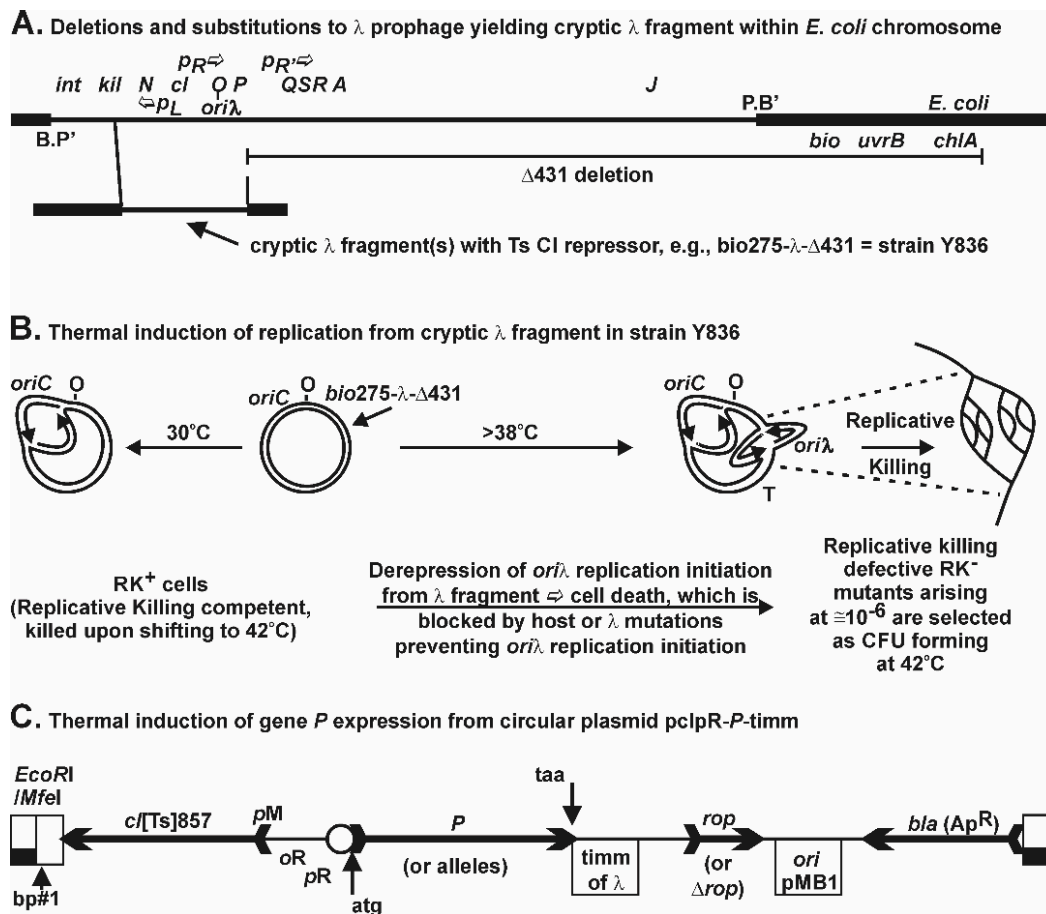 A. Deletions and substitutions to λ prophage yielding cryptic λ fragment within E. coli chromosome
pR⇨ pR'⇨
int kil N cI O P QSR A J P.B' E. coli
⇦pL oriλ
B.P' bio uvrB chlA
Δ431 deletion
cryptic λ fragment(s) with Ts CI repressor, e.g., bio275-λ-Δ431 = strain Y836
B. Thermal induction of replication from cryptic λ fragment in strain Y836
oriC O oriC O bio275-λ-Δ431 oriC O
30°C >38°C oriλ Replicative
Killing
T
RK+ cells
(Replicative Killing competent,
killed upon shifting to 42°C)
Derepression of oriλ replication initiation
from λ fragment ⇨ cell death, which is
blocked by host or λ mutations
preventing oriλ replication initiation
Replicative killing
defective RK-
mutants arising
at ≅10-6 are selected
as CFU forming
at 42°C
C. Thermal induction of gene P expression from circular plasmid pcIpR-P-timm
EcoRI
/MfeI
taa
cI[Ts]857 pM P rop bla (ApR)
oR
pR
(or alleles)
timm
of λ
(or
Δrop)
ori
pMB1
bp#1
atg